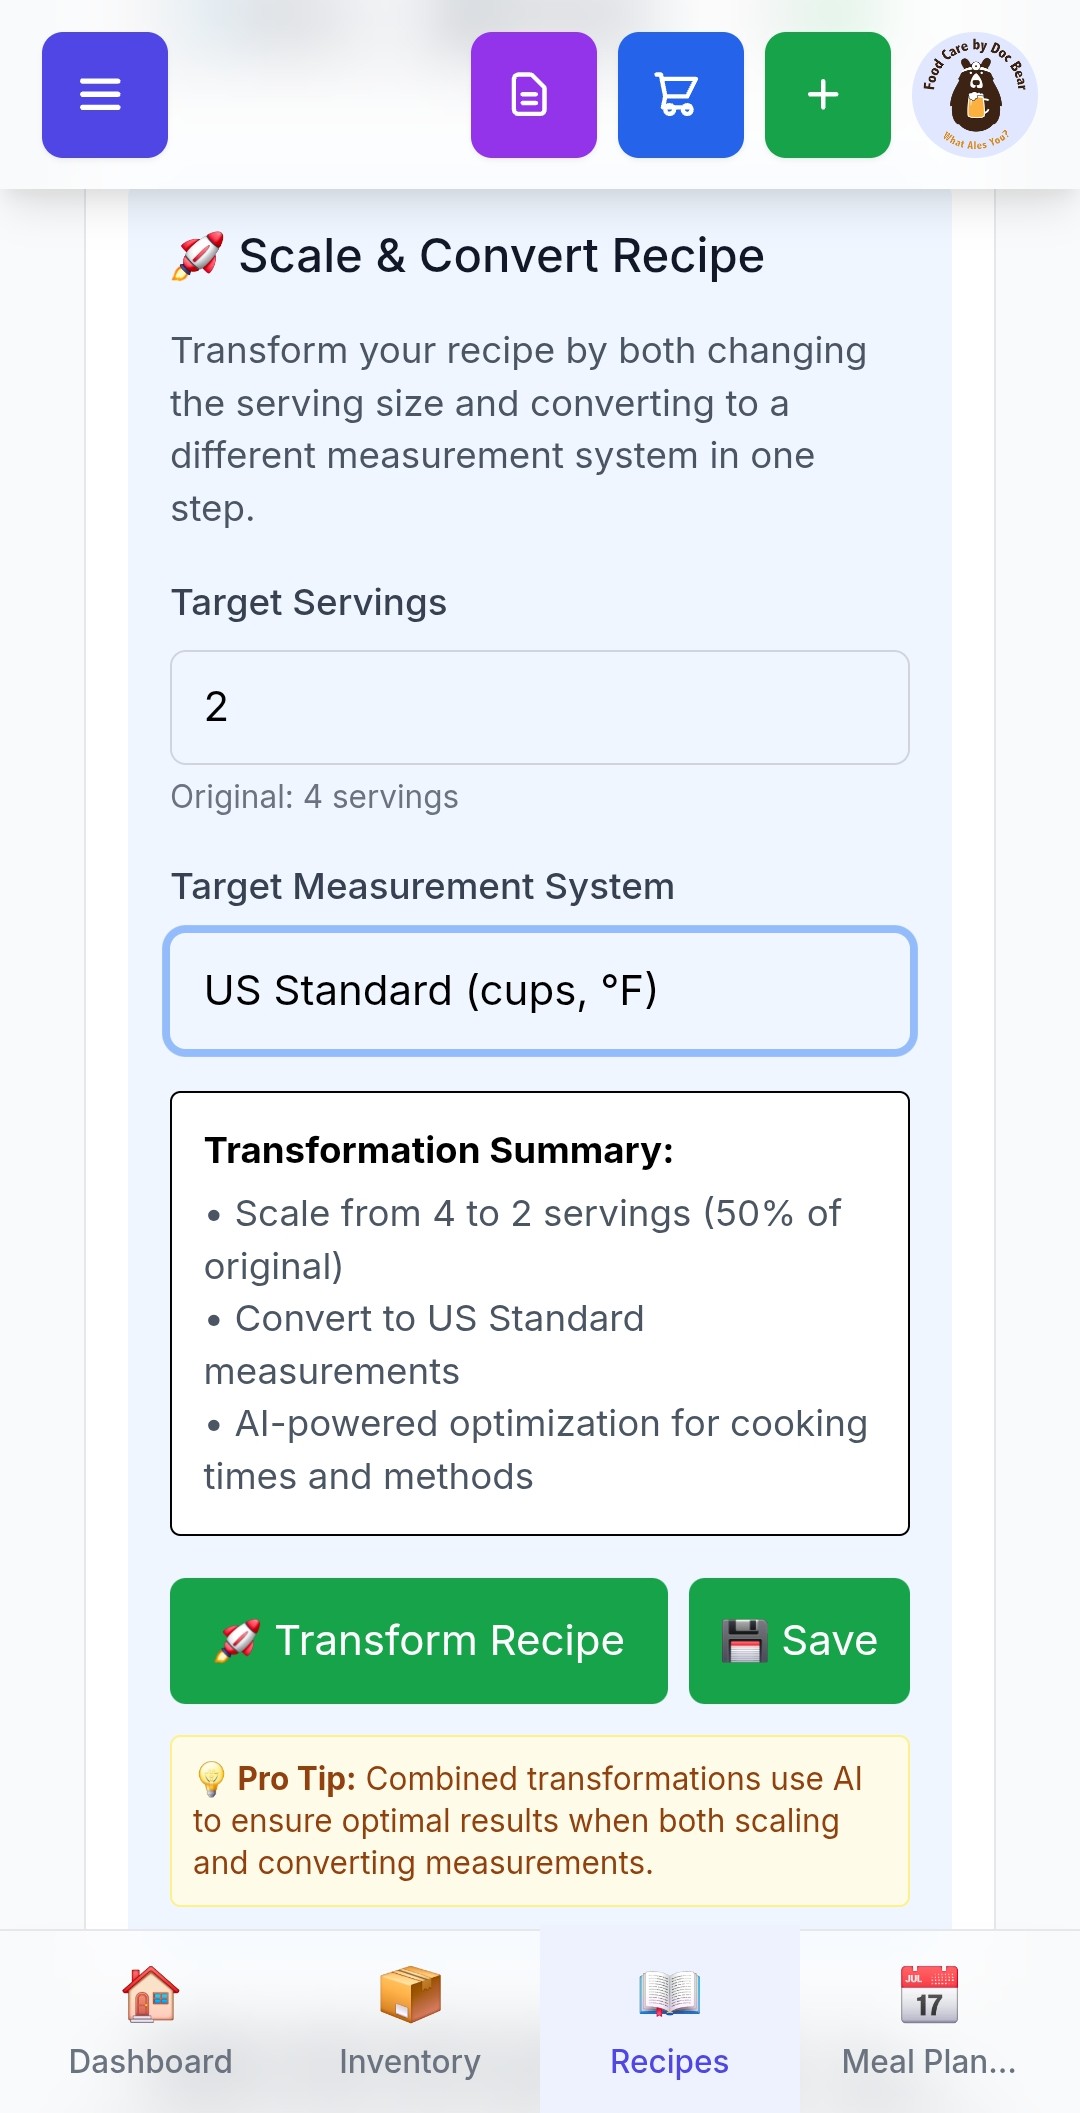 Food Care by Doc Bear
What Ales You?
🚀 Scale & Convert Recipe
Transform your recipe by both changing
the serving size and converting to a
different measurement system in one
step.
Target Servings
2
Original: 4 servings
Target Measurement System
US Standard (cups, °F)
Transformation Summary:
• Scale from 4 to 2 servings (50% of
original)
• Convert to US Standard
measurements
• AI-powered optimization for cooking
times and methods
🚀 Transform Recipe
💾 Save
💡 Pro Tip: Combined transformations use AI
to ensure optimal results when both scaling
and converting measurements.
JUL
17
Dashboard
Inventory
Recipes
Meal Plan...